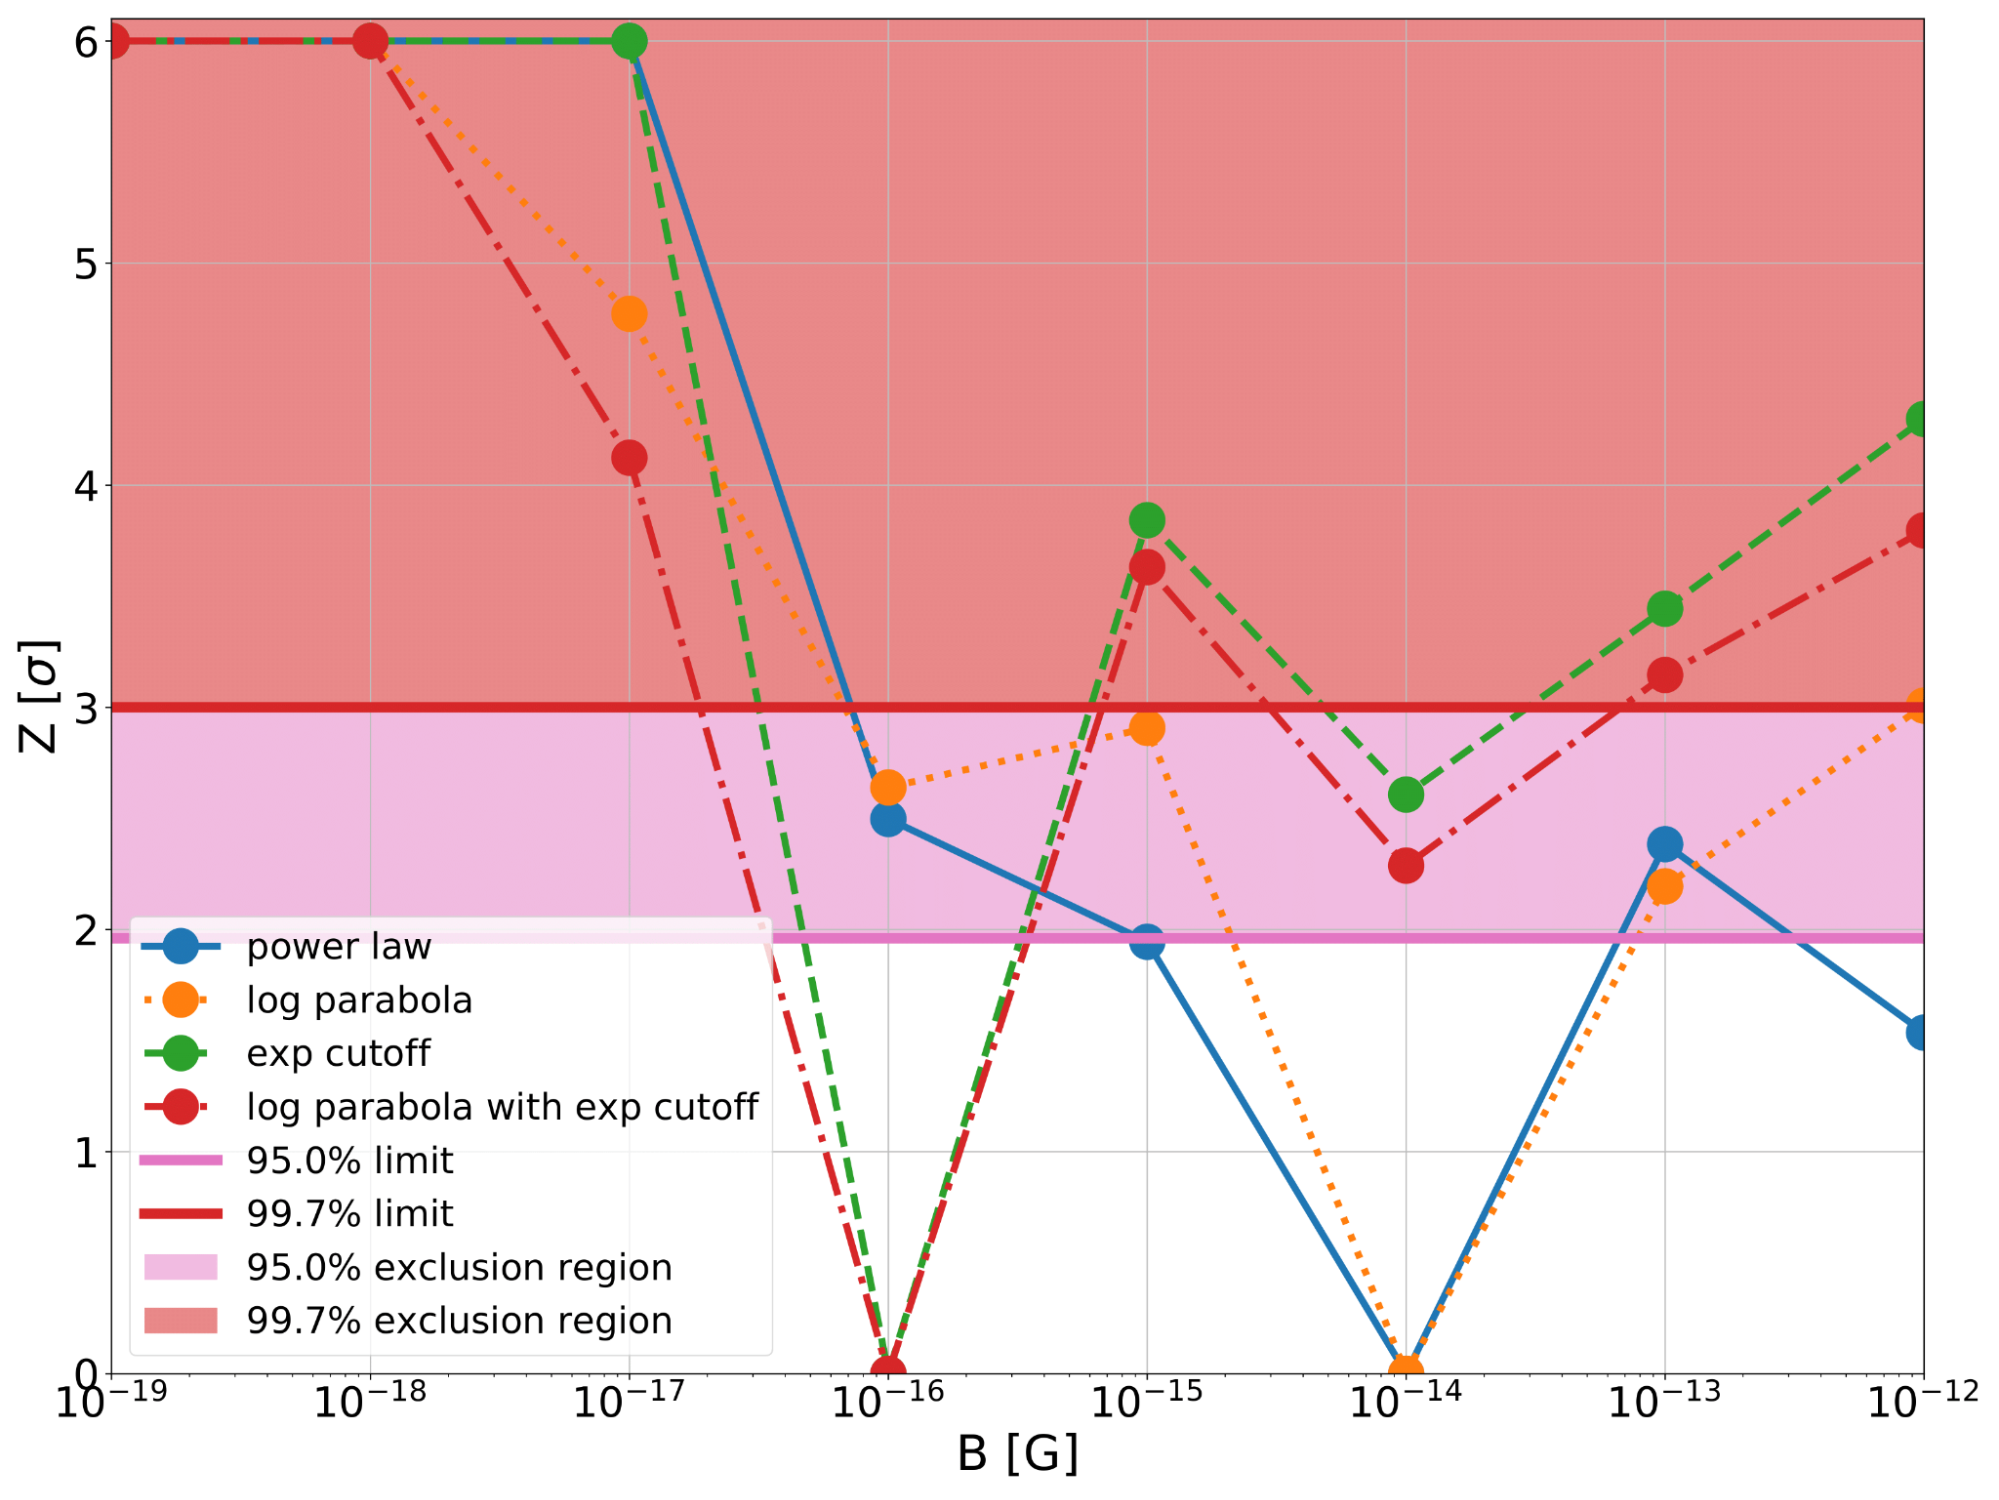 6
5
4
3
2
1
0
Z [σ]
power law
log parabola
exp cutoff
log parabola with exp cutoff
95.0% limit
99.7% limit
95.0% exclusion region
99.7% exclusion region
10⁻¹⁹ 10⁻¹⁸ 10⁻¹⁷ 10⁻¹⁶ 10⁻¹⁵ 10⁻¹⁴ 10⁻¹³ 10⁻¹²
B [G]